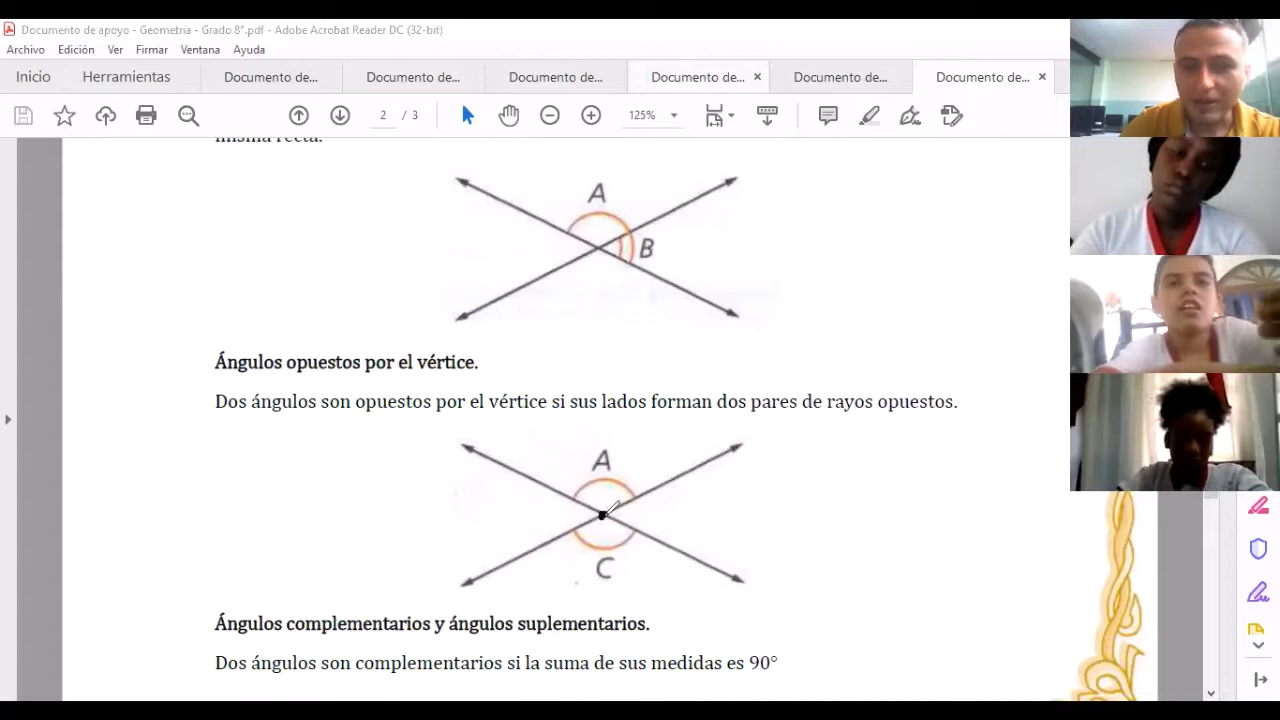 Documento de apoyo - Geometría - Grado 8°.pdf - Adobe Acrobat Reader DC (32-bit)
Archivo Edición Ver Firmar Ventana Ayuda
Inicio Herramientas Documento de... Documento de... Documento de... Documento de... × Documento de... Documento de... ×
2 / 3 125%
misma recta.
A
B
Ángulos opuestos por el vértice.
Dos ángulos son opuestos por el vértice si sus lados forman dos pares de rayos opuestos.
A
C
Ángulos complementarios y ángulos suplementarios.
Dos ángulos son complementarios si la suma de sus medidas es 90°